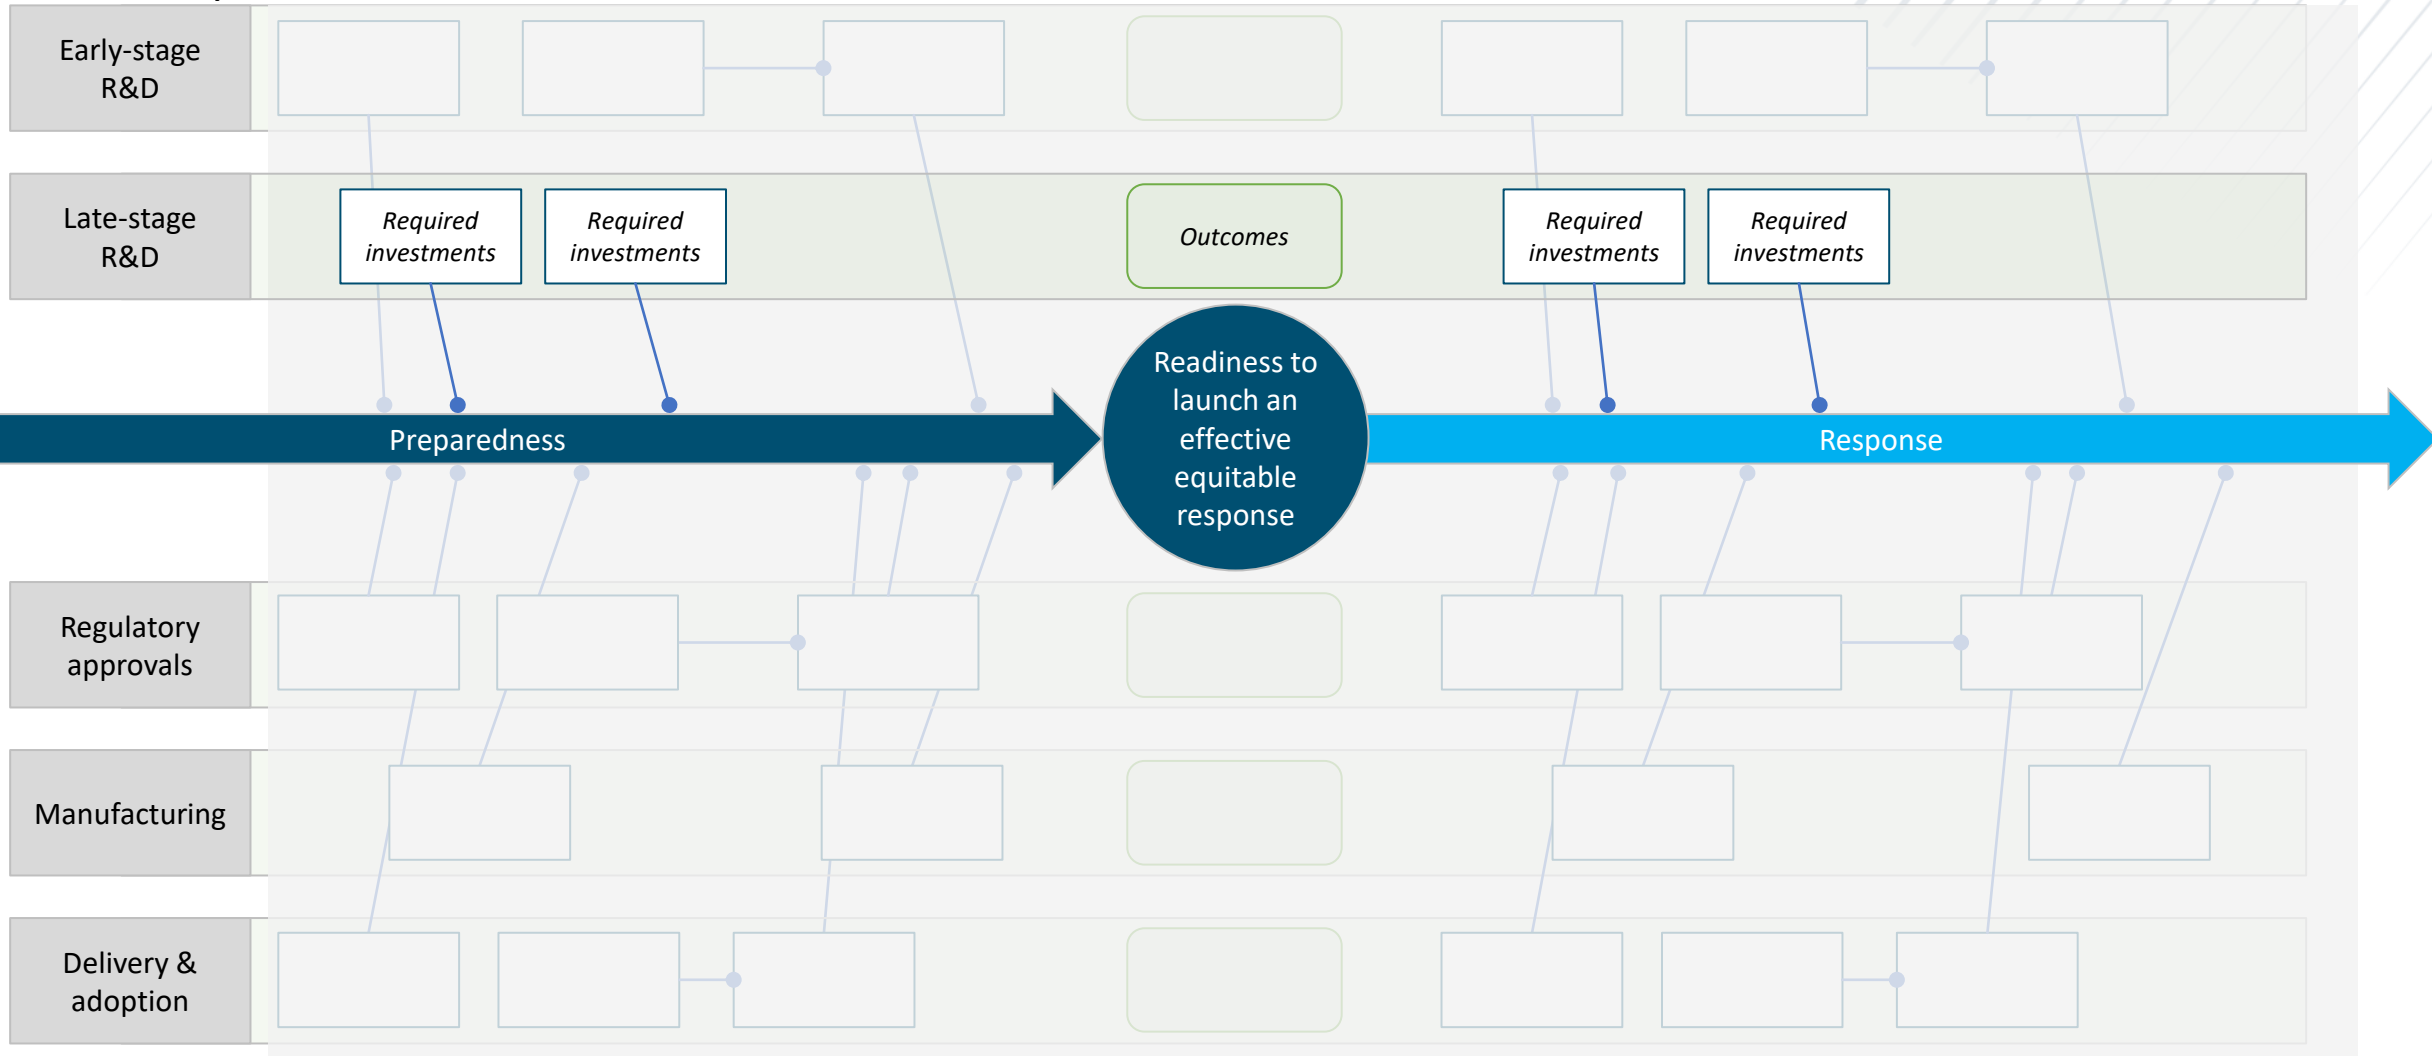 Early-stage
R&D
Late-stage
R&D
Required
investments
Required
investments
Outcomes
Required
investments
Required
investments
Readiness to
launch an
effective
equitable
response
Preparedness
Response
Regulatory
approvals
Manufacturing
Delivery &
adoption